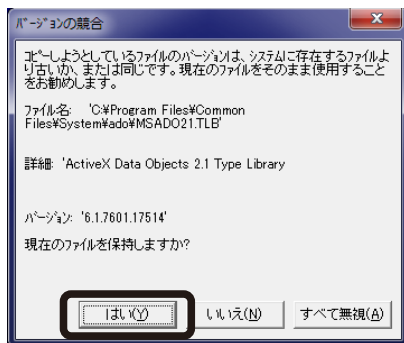 ﾊﾞｰｼﾞｮﾝの競合
ｺﾋﾟｰしようとしているﾌｧｲﾙのﾊﾞｰｼﾞｮﾝは、ｼｽﾃﾑに存在するﾌｧｲﾙよ
り古いか、または同じです。現在のﾌｧｲﾙをそのまま使用すること
をお勧めします。
ﾌｧｲﾙ名: 'C:¥Program Files¥Common
Files¥System¥ado¥MSADO21.TLB'
詳細: 'ActiveX Data Objects 2.1 Type Library
ﾊﾞｰｼﾞｮﾝ: '6.1.7601.17514'
現在のﾌｧｲﾙを保持しますか?
はい(Y) いいえ(N) すべて無視(A)